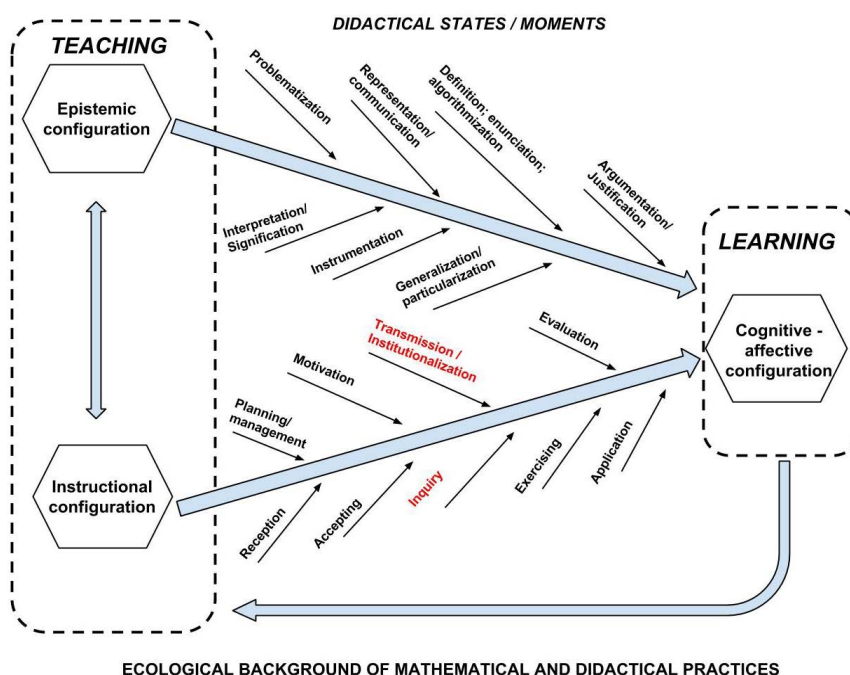 DIDACTICAL STATES / MOMENTS
TEACHING
Epistemic
configuration
Problematization
Representation/
communication
Definition; enunciation;
algorithmization
Argumentation/
Justification
Interpretation/
Signification
Instrumentation
Generalization/
particularization
LEARNING
Cognitive -
affective
configuration
Transmission /
Institutionalization
Evaluation
Motivation
Planning/
management
Instructional
configuration
Reception
Accepting
Inquiry
Exercising
Application
ECOLOGICAL BACKGROUND OF MATHEMATICAL AND DIDACTICAL PRACTICES